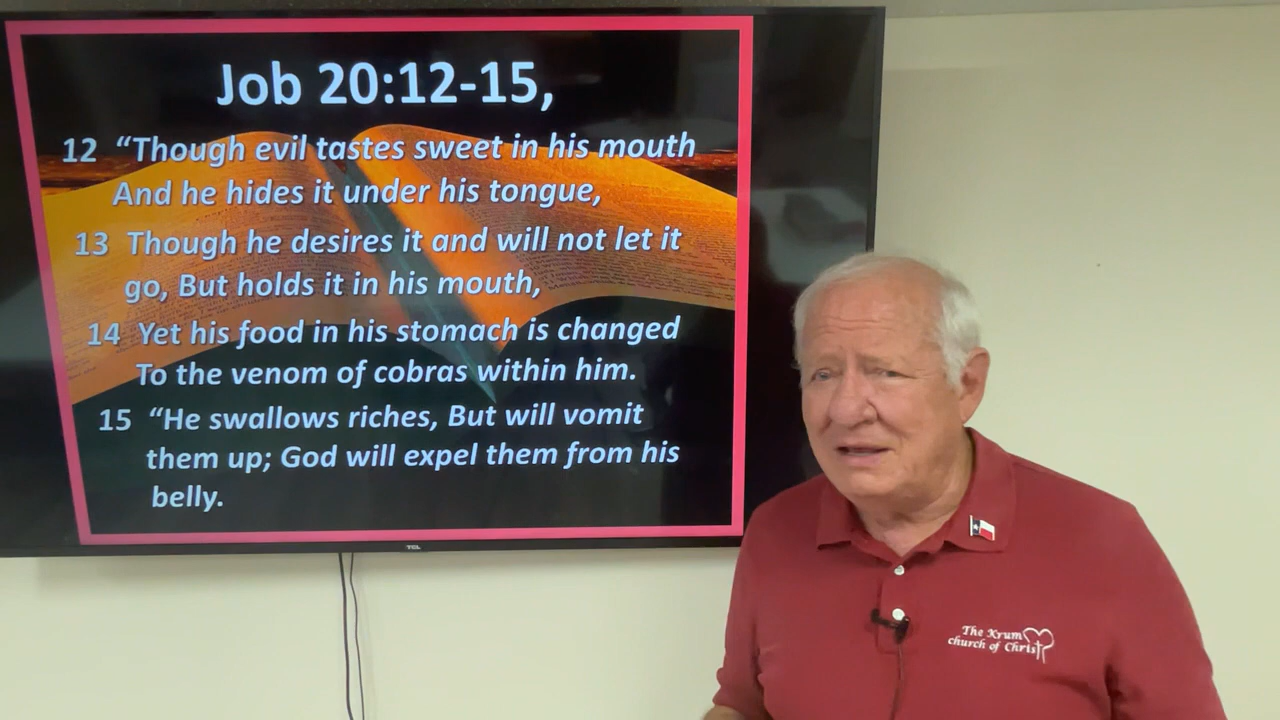 Job 20:12-15,
12 “Though evil tastes sweet in his mouth
And he hides it under his tongue,
13 Though he desires it and will not let it
go, But holds it in his mouth,
14 Yet his food in his stomach is changed
To the venom of cobras within him.
15 “He swallows riches, But will vomit
them up; God will expel them from his
belly.
TCL
The Krum
church of Christ